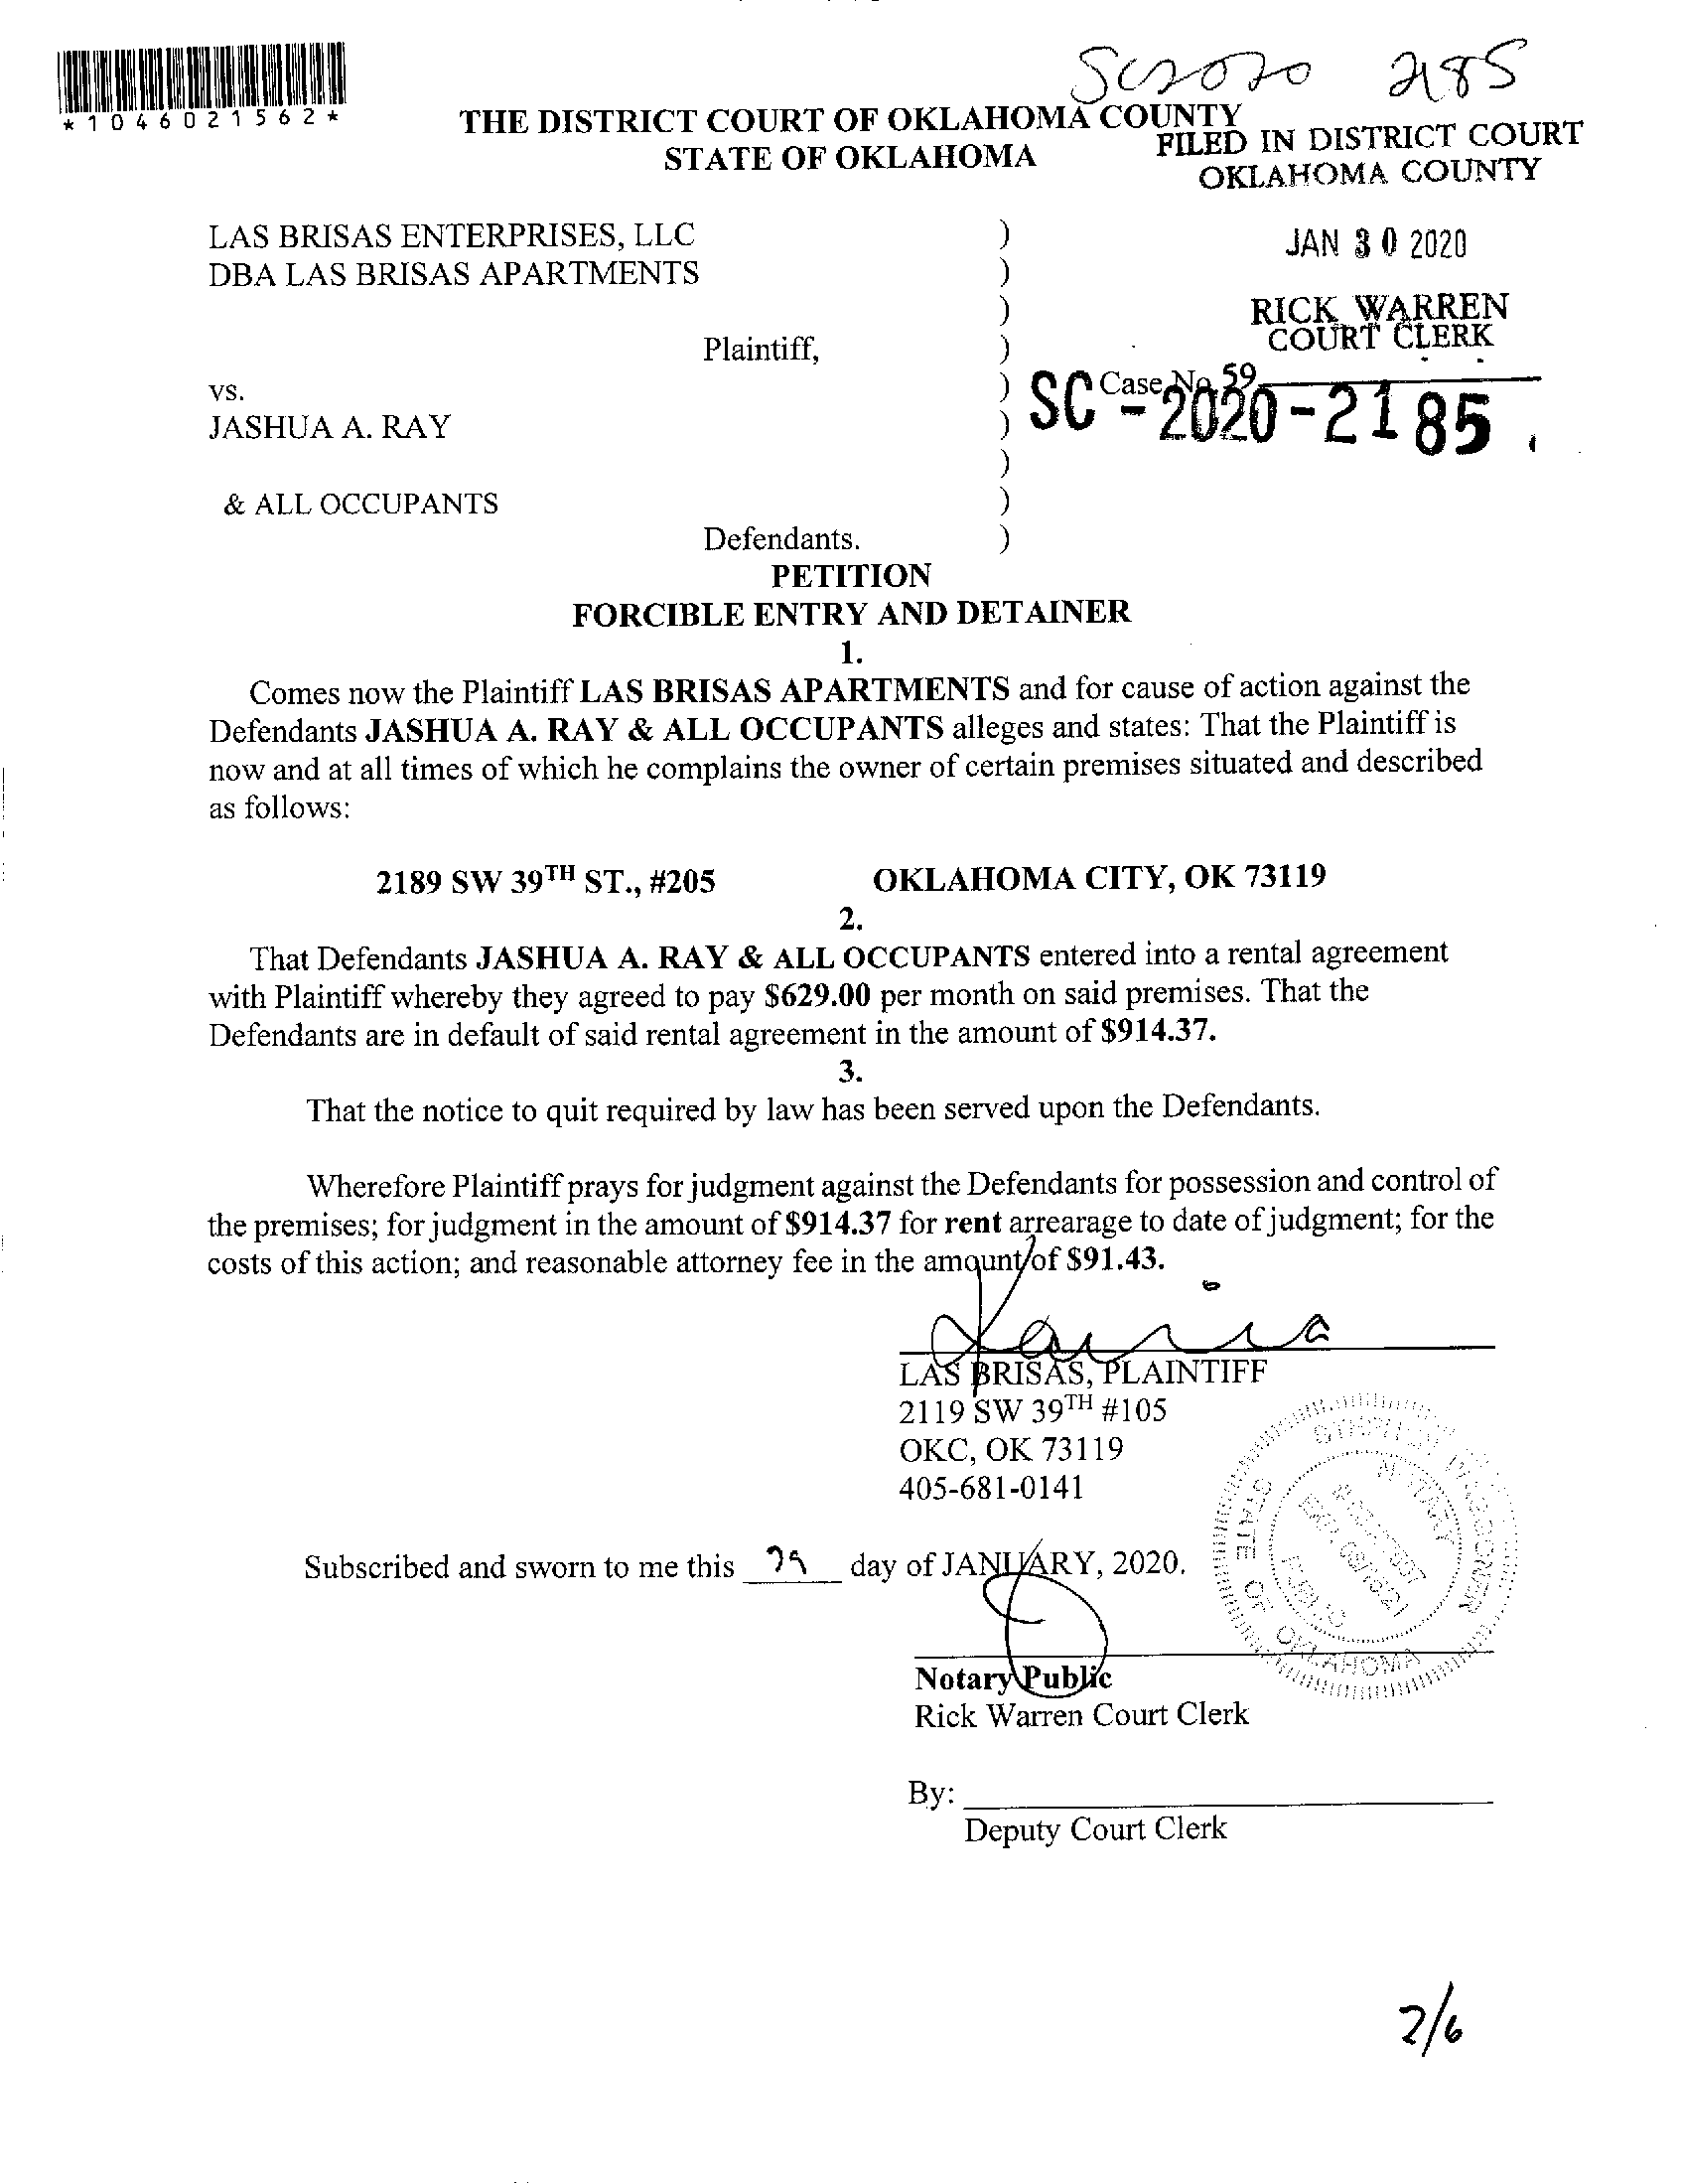 SC2020 2185
*1046021562*
THE DISTRICT COURT OF OKLAHOMA COUNTY
STATE OF OKLAHOMA
FILED IN DISTRICT COURT
OKLAHOMA COUNTY
LAS BRISAS ENTERPRISES, LLC )
DBA LAS BRISAS APARTMENTS )
JAN 30 2020
)
RICK WARREN
COURT CLERK
Plaintiff, )
vs. ) Case No. 59
SC-2020-2185
JASHUA A. RAY )
)
& ALL OCCUPANTS )
Defendants. )
PETITION
FORCIBLE ENTRY AND DETAINER
1.
Comes now the Plaintiff LAS BRISAS APARTMENTS and for cause of action against the
Defendants JASHUA A. RAY & ALL OCCUPANTS alleges and states: That the Plaintiff is
now and at all times of which he complains the owner of certain premises situated and described
as follows:
2189 SW 39TH ST., #205 OKLAHOMA CITY, OK 73119
2.
That Defendants JASHUA A. RAY & ALL OCCUPANTS entered into a rental agreement
with Plaintiff whereby they agreed to pay $629.00 per month on said premises. That the
Defendants are in default of said rental agreement in the amount of $914.37.
3.
That the notice to quit required by law has been served upon the Defendants.
Wherefore Plaintiff prays for judgment against the Defendants for possession and control of
the premises; for judgment in the amount of $914.37 for rent arrearage to date of judgment; for the
costs of this action; and reasonable attorney fee in the amount of $91.43.
LAS BRISAS, PLAINTIFF
2119 SW 39TH #105
OKC, OK 73119
405-681-0141
Subscribed and sworn to me this 29 day of JANUARY, 2020.
NOTARY
STATE OF OKLAHOMA
Notary Public
Rick Warren Court Clerk
By:
Deputy Court Clerk
2/6